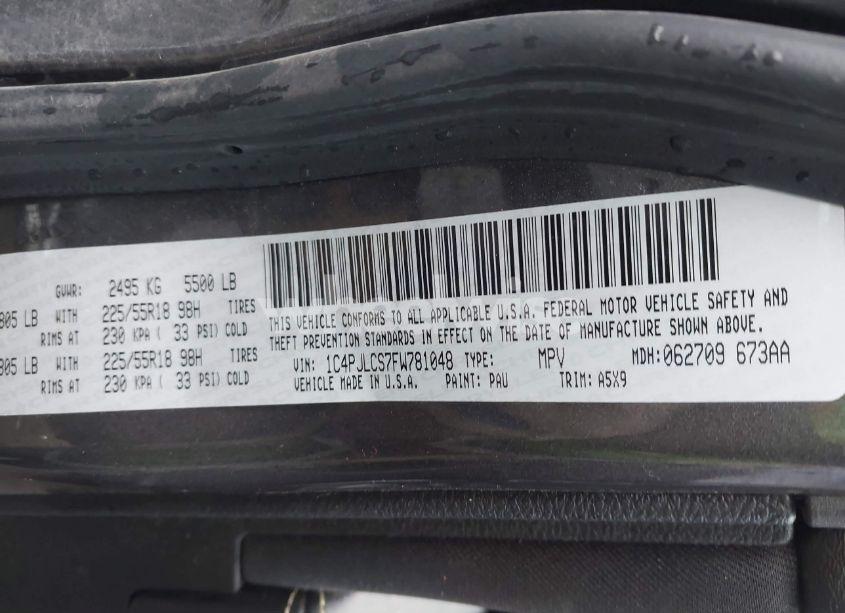 GVWR: 2495 KG 5500 LB
805 LB WITH 225/55R18 98H TIRES
RIMS AT 230 KPA ( 33 PSI) COLD
805 LB WITH 225/55R18 98H TIRES
RIMS AT 230 KPA ( 33 PSI) COLD
THIS VEHICLE CONFORMS TO ALL APPLICABLE U.S.A. FEDERAL MOTOR VEHICLE SAFETY AND
THEFT PREVENTION STANDARDS IN EFFECT ON THE DATE OF MANUFACTURE SHOWN ABOVE.
VIN: 1C4PJLCS7FW781048 TYPE: MPV MDH:062709 673AA
VEHICLE MADE IN U.S.A. PAINT: PAU TRIM: A5X9